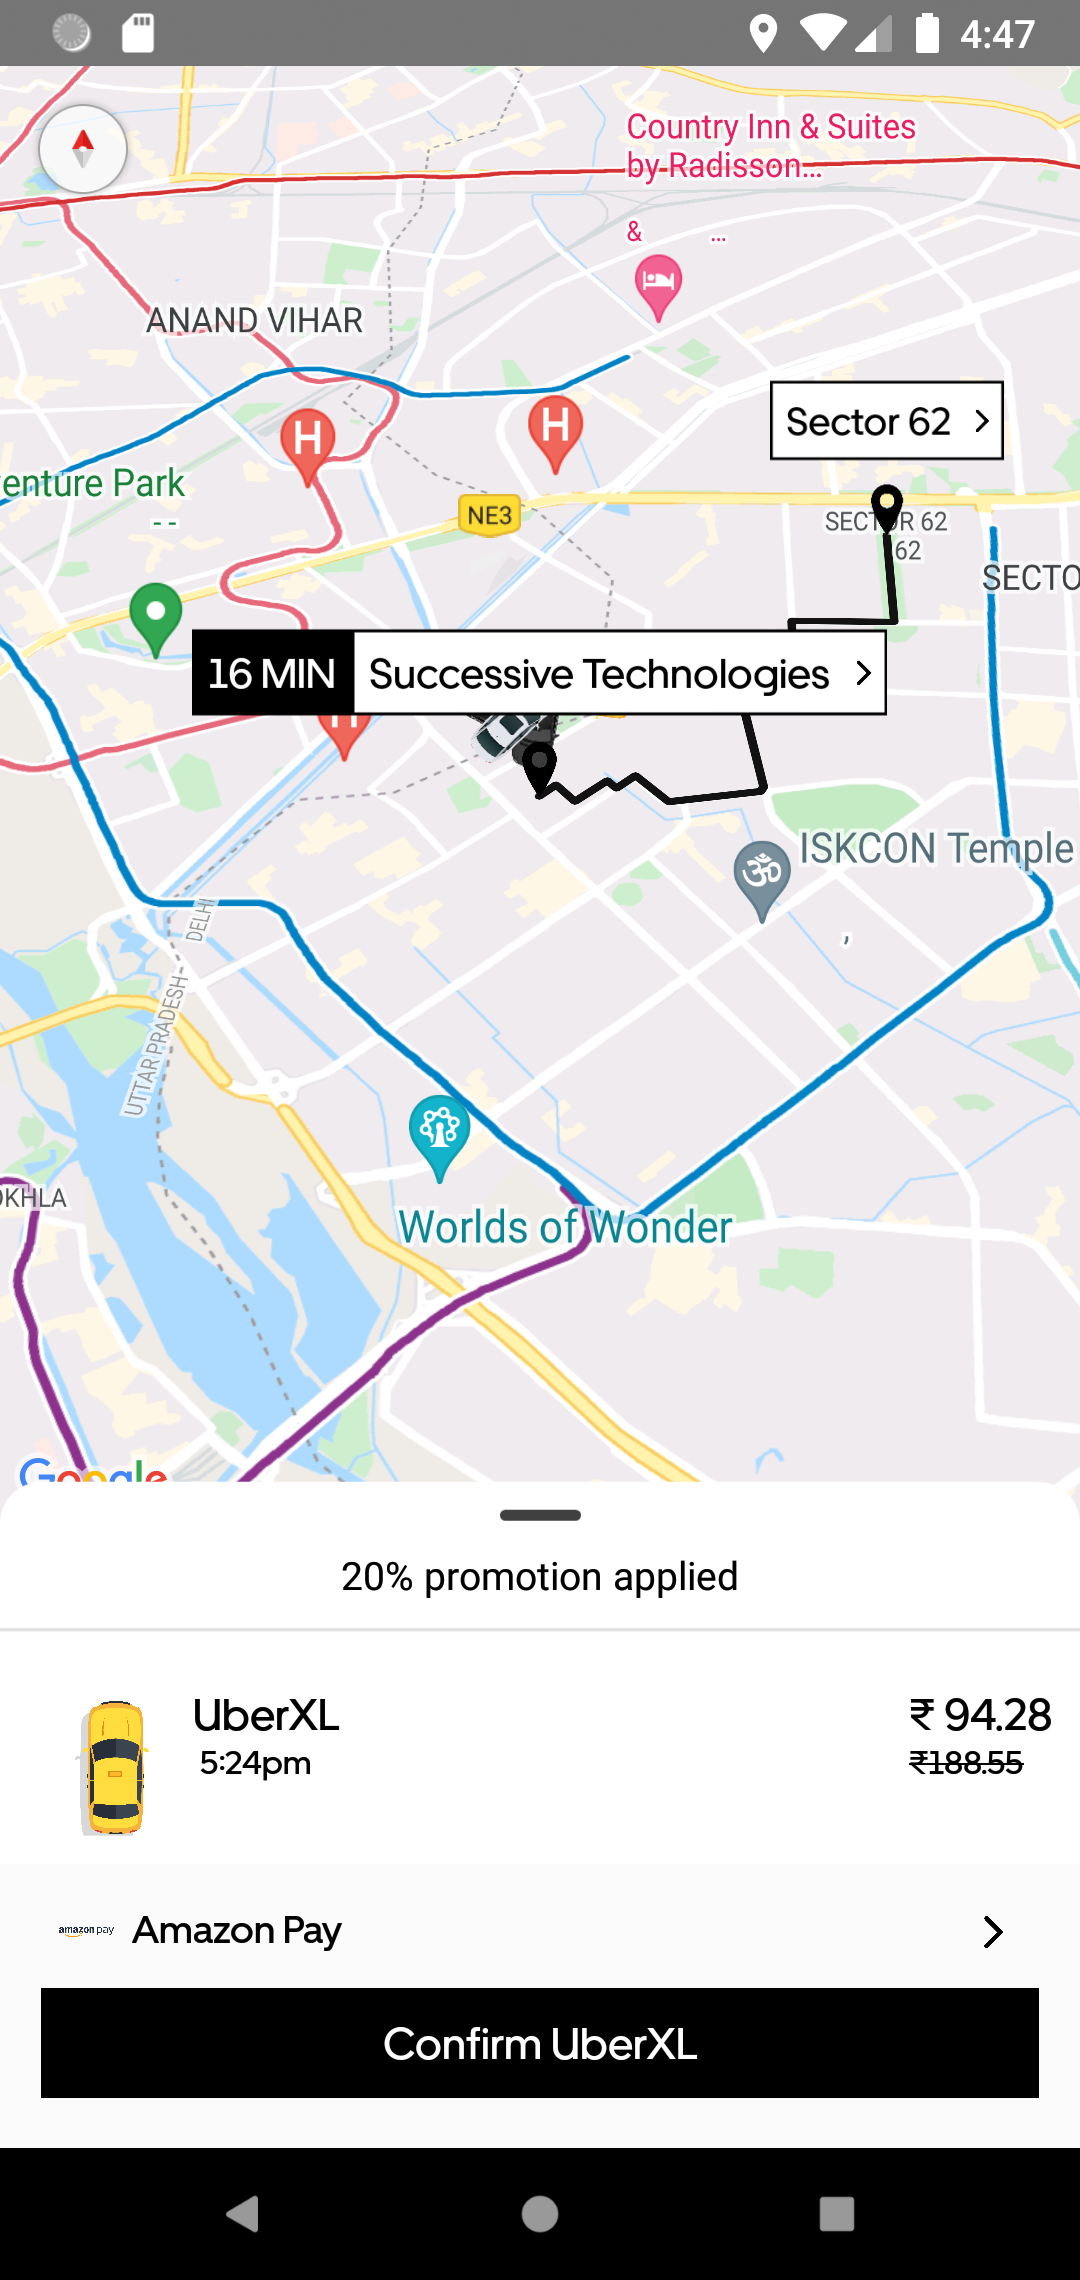 4:47
Country Inn & Suites
by Radisson...
& ...
ANAND VIHAR
Sector 62
enture Park
--
NE3
SECTOR 62
62
SECTO
16 MIN Successive Technologies
H
H
H
ISKCON Temple
ॐ
,
DELHI
UTTAR PRADESH
OKHLA
Worlds of Wonder
Google
20% promotion applied
UberXL ₹ 94.28
5:24pm ₹188.55
amazon pay Amazon Pay
Confirm UberXL